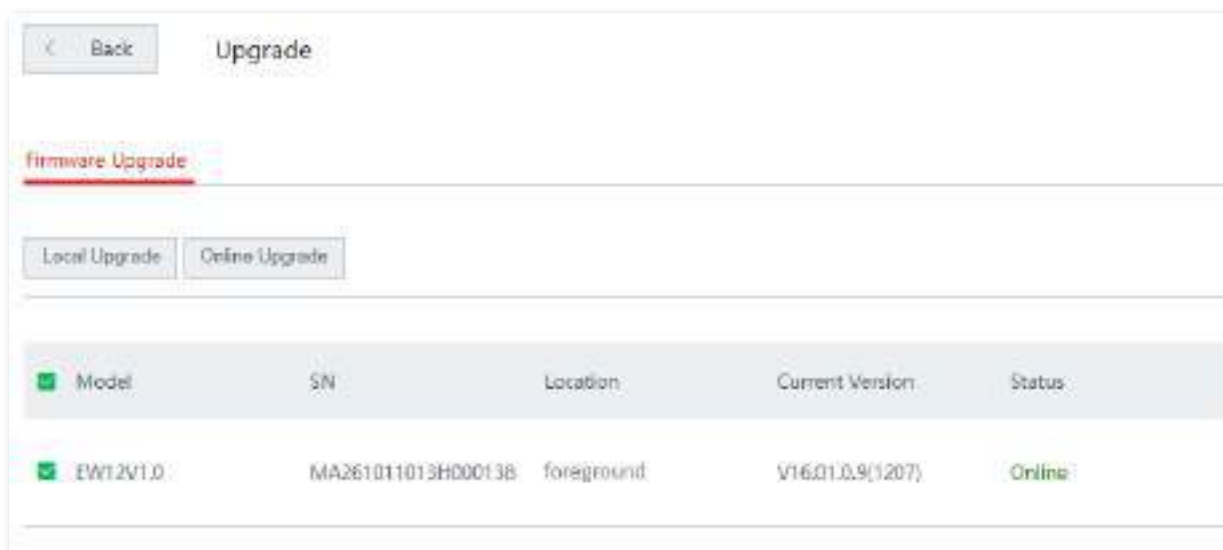 Back Upgrade
Firmware Upgrade
Local Upgrade Online Upgrade
Model SN Location Current Version Status
EW12V1.0 MA261011013H000138 foreground V16.01.0.9(1207) Online